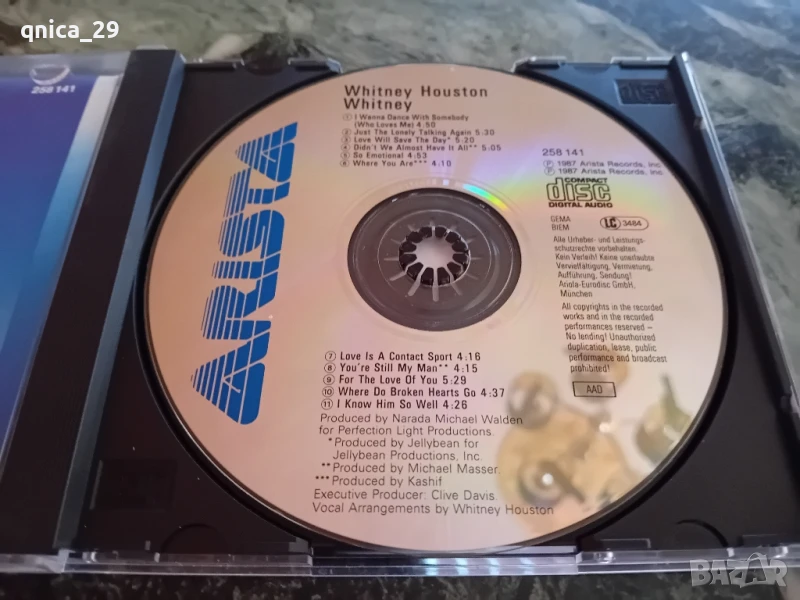 qnica_29
258 141
Whitney Houston
Whitney
① I Wanna Dance With Somebody
(Who Loves Me) 4:50
② Just The Lonely Talking Again 5:30
③ Love Will Save The Day* 5:20
④ Didn't We Almost Have It All** 5:05
⑤ So Emotional 4:53
⑥ Where You Are*** 4:10
ARISTA
258 141
Ⓟ 1987 Arista Records, Inc
Ⓟ 1987 Arista Records, Inc.
COMPACT
disc
DIGITAL AUDIO
GEMA
BIEM
LC 3484
Alle Urheber- und Leistungs-
schutzrechte vorbehalten.
Kein Verleih! Keine unerlaubte
Vervielfältigung, Vermietung,
Aufführung, Sendung!
Ariola-Eurodisc GmbH,
München
All copyrights in the recorded
works and in the recorded
performances reserved –
No lending! Unauthorized
duplication, lease, public
performance and broadcast
prohibited!
AAD
⑦ Love Is A Contact Sport 4:16
⑧ You're Still My Man** 4:15
⑨ For The Love Of You 5:29
⑩ Where Do Broken Hearts Go 4:37
⑪ I Know Him So Well 4:26
Produced by Narada Michael Walden
for Perfection Light Productions.
*Produced by Jellybean for
Jellybean Productions, Inc.
**Produced by Michael Masser.
***Produced by Kashif
Executive Producer: Clive Davis.
Vocal Arrangements by Whitney Houston
disc
BAZAR